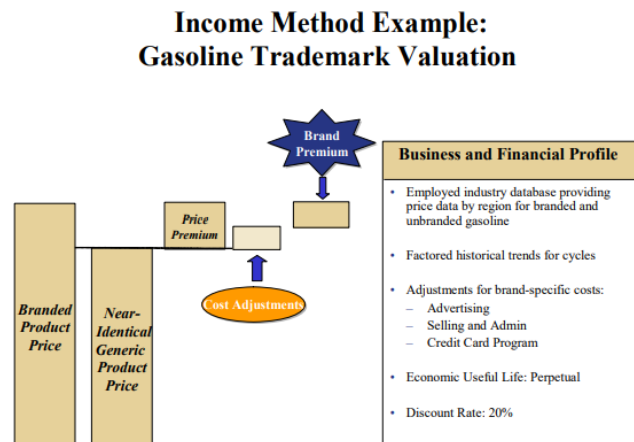 Income Method Example:
Gasoline Trademark Valuation
Brand
Premium
Price
Premium
Cost Adjustments
Branded
Product
Price
Near-
Identical
Generic
Product
Price
Business and Financial Profile
• Employed industry database providing
price data by region for branded and
unbranded gasoline
• Factored historical trends for cycles
• Adjustments for brand-specific costs:
– Advertising
– Selling and Admin
– Credit Card Program
• Economic Useful Life: Perpetual
• Discount Rate: 20%